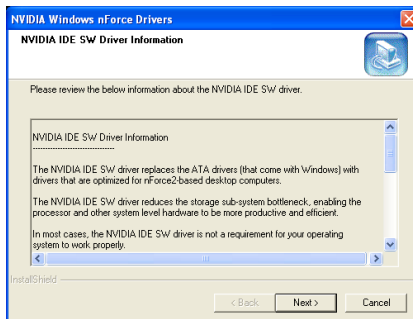 NVIDIA Windows nForce Drivers
NVIDIA IDE SW Driver Information
Please review the below information about the NVIDIA IDE SW driver.
NVIDIA IDE SW Driver Information
--------------------------------
The NVIDIA IDE SW driver replaces the ATA drivers (that come with Windows) with
drivers that are optimized for nForce2-based desktop computers.
The NVIDIA IDE SW driver reduces the storage sub-system bottleneck, enabling the
processor and other system level hardware to be more productive and efficient.
In most cases, the NVIDIA IDE SW driver is not a requirement for your operating
system to work properly.
InstallShield
< Back
Next >
Cancel